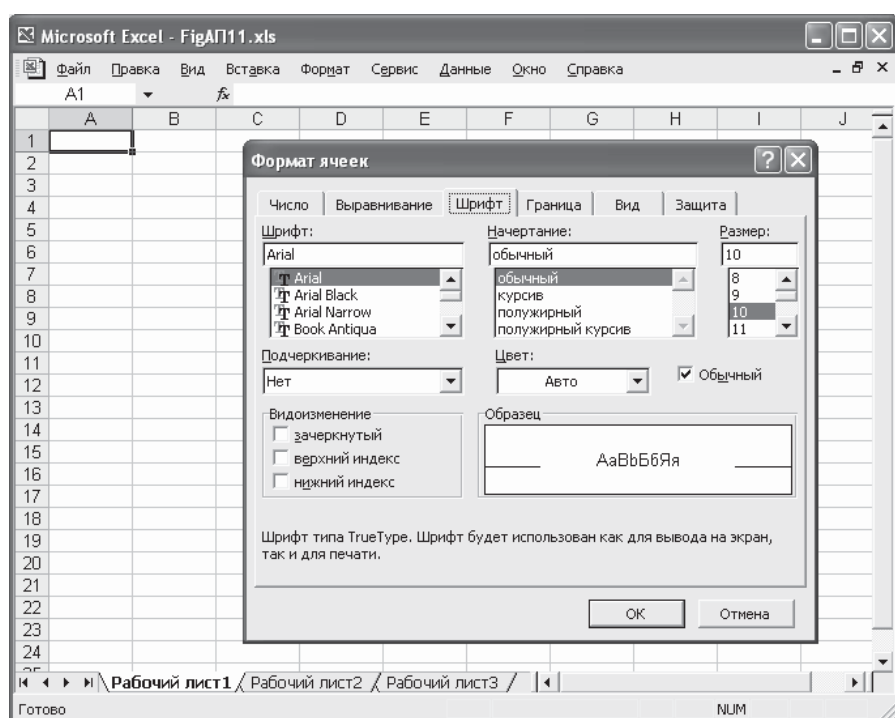 Microsoft Excel - FigАП11.xls
Файл Правка Вид Вставка Формат Сервис Данные Окно Справка
A1 fx
A B C D E F G H I J
1
2
3
4
5
6
7
8
9
10
11
12
13
14
15
16
17
18
19
20
21
22
23
24
25
Формат ячеек
Число Выравнивание Шрифт Граница Вид Защита
Шрифт: Начертание: Размер:
Arial обычный 10
Arial обычный 8
Arial Black курсив 9
Arial Narrow полужирный 10
Book Antiqua полужирный курсив 11
Подчеркивание: Цвет:
Нет Авто Обычный
Видоизменение Образец
зачеркнутый
верхний индекс АаВbБбЯя
нижний индекс
Шрифт типа TrueType. Шрифт будет использован как для вывода на экран,
так и для печати.
ОК Отмена
Рабочий лист1 Рабочий лист2 Рабочий лист3
Готово NUM